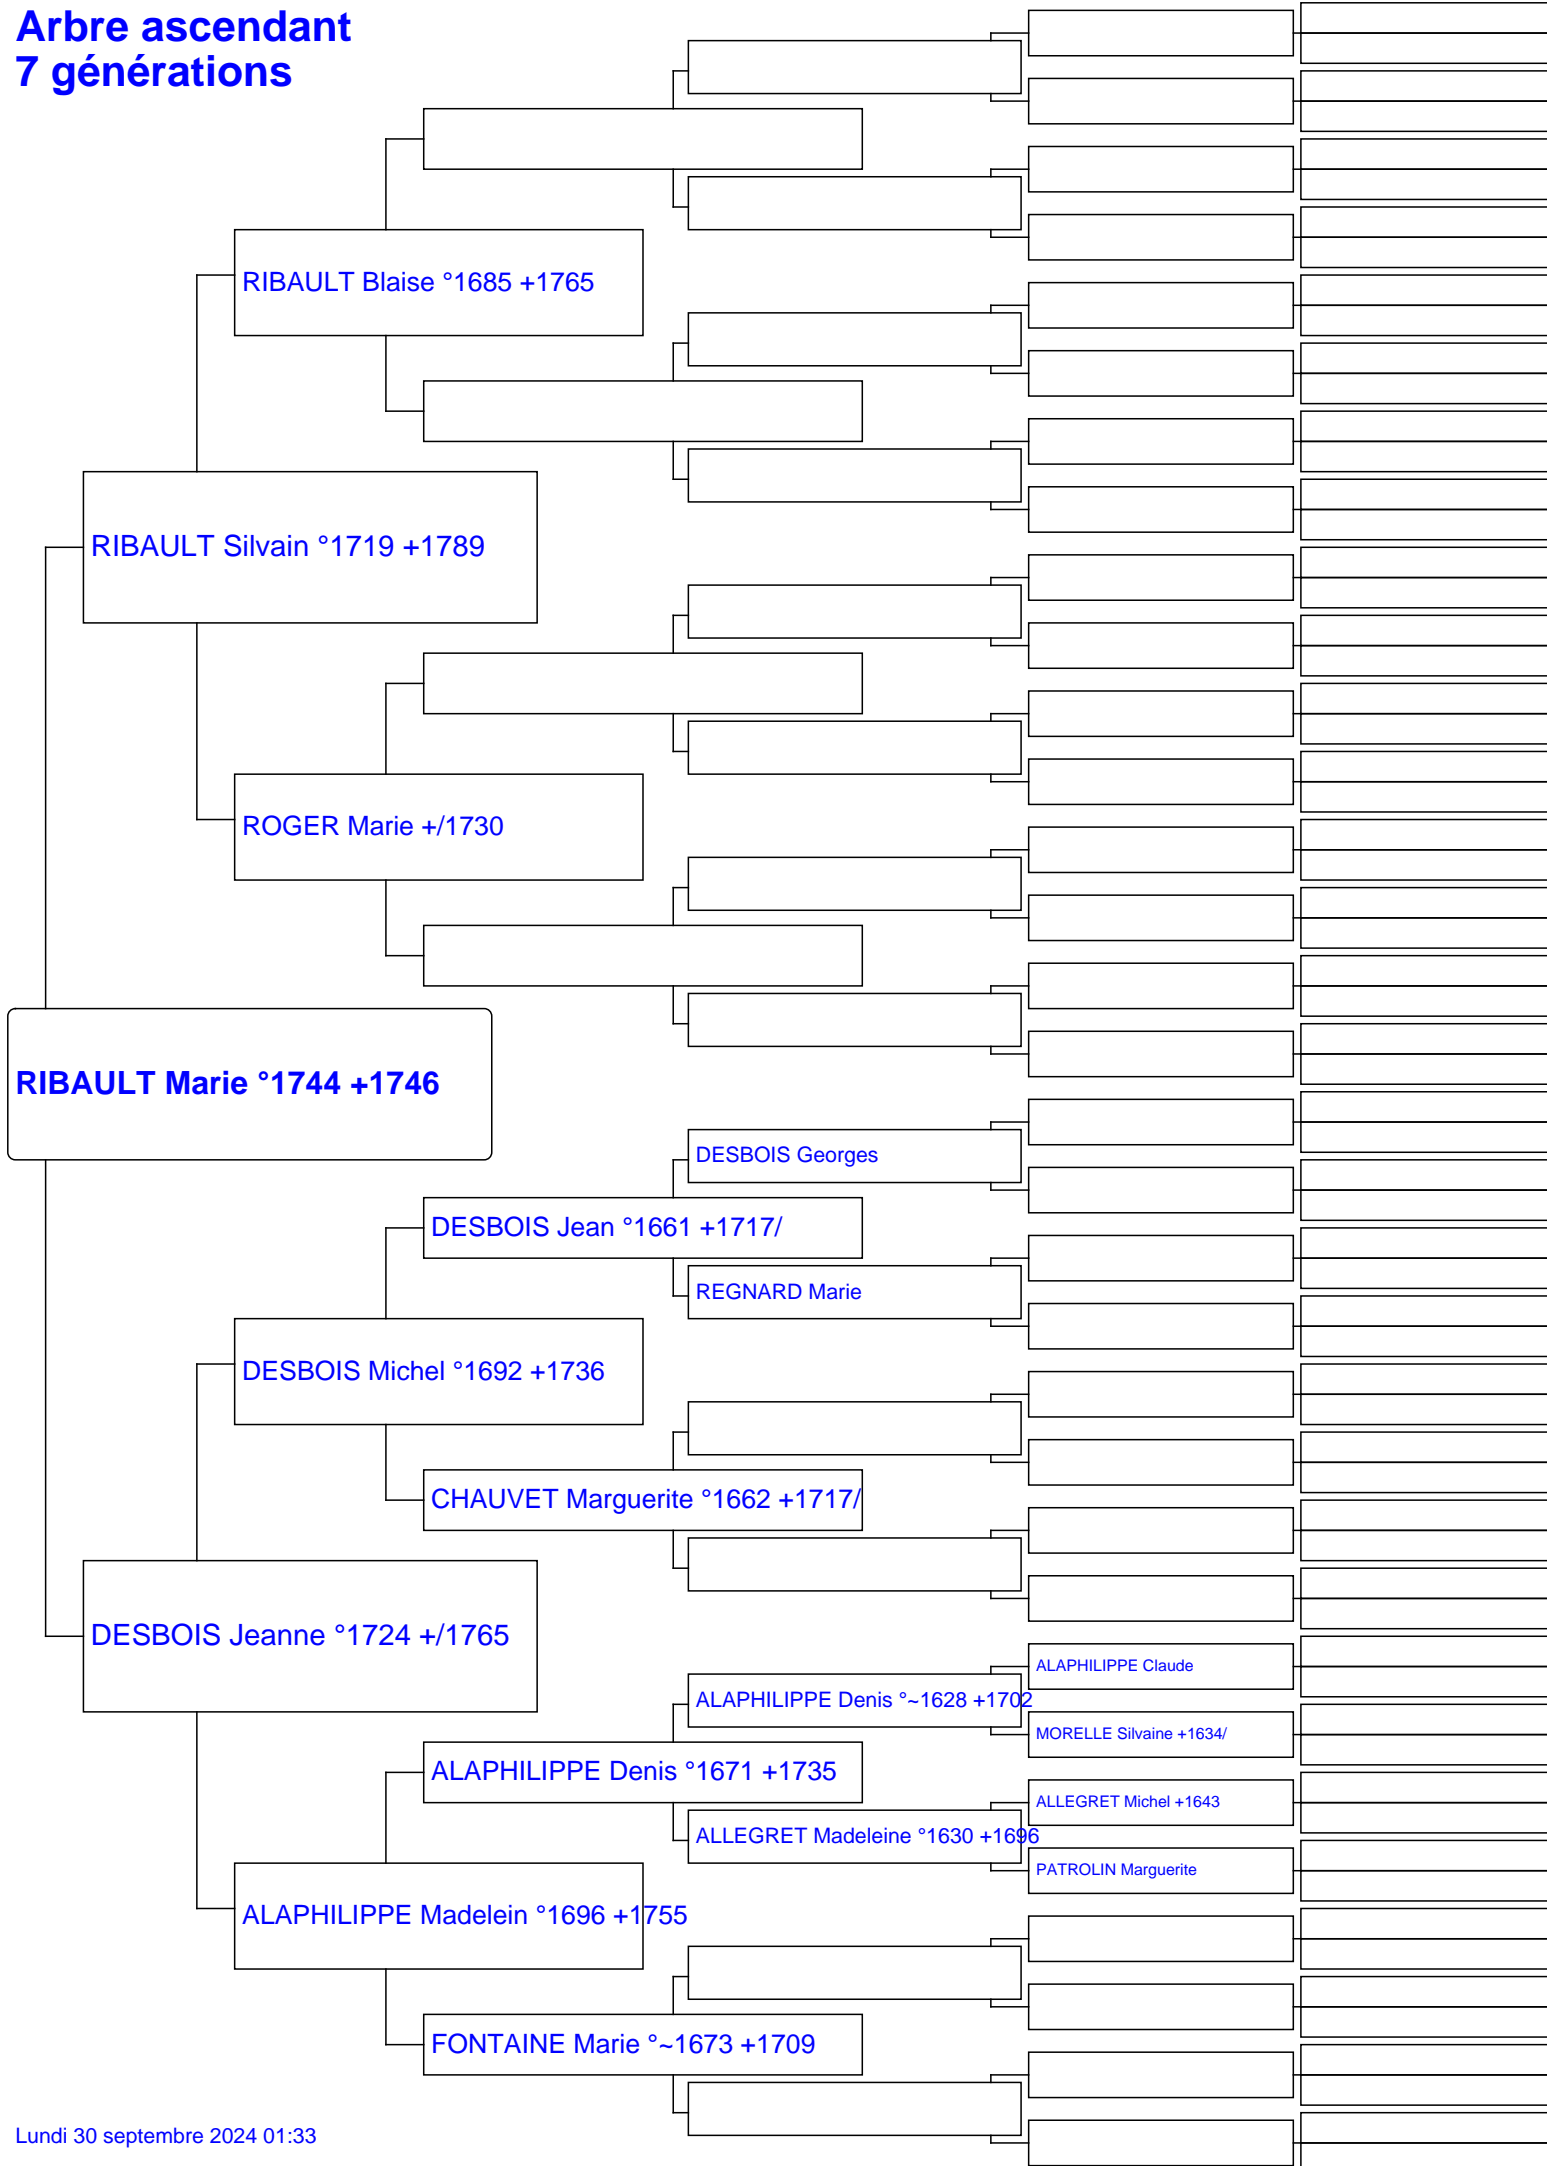 Arbre ascendant
7 générations
RIBAULT Blaise °1685 +1765
RIBAULT Silvain °1719 +1789
ROGER Marie +/1730
RIBAULT Marie °1744 +1746
DESBOIS Georges
DESBOIS Jean °1661 +1717/
REGNARD Marie
DESBOIS Michel °1692 +1736
CHAUVET Marguerite °1662 +1717/
DESBOIS Jeanne °1724 +/1765
ALAPHILIPPE Claude
ALAPHILIPPE Denis °~1628 +1702
MORELLE Silvaine +1634/
ALAPHILIPPE Denis °1671 +1735
ALLEGRET Michel +1643
ALLEGRET Madeleine °1630 +1696
PATROLIN Marguerite
ALAPHILIPPE Madelein °1696 +1755
FONTAINE Marie °~1673 +1709
Lundi 30 septembre 2024 01:33